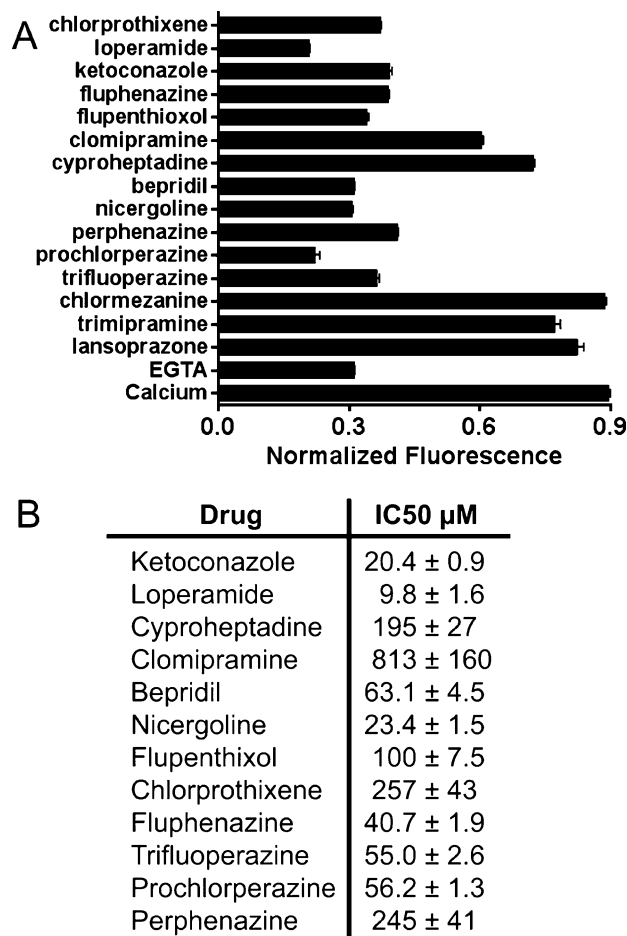 A
chlorprothixene
loperamide
ketoconazole
fluphenazine
flupenthioxol
clomipramine
cyproheptadine
bepridil
nicergoline
perphenazine
prochlorperazine
trifluoperazine
chlormezanine
trimipramine
lansoprazone
EGTA
Calcium
0.0 0.3 0.6 0.9
Normalized Fluorescence
B
Drug IC50 µM
Ketoconazole 20.4 ± 0.9
Loperamide 9.8 ± 1.6
Cyproheptadine 195 ± 27
Clomipramine 813 ± 160
Bepridil 63.1 ± 4.5
Nicergoline 23.4 ± 1.5
Flupenthixol 100 ± 7.5
Chlorprothixene 257 ± 43
Fluphenazine 40.7 ± 1.9
Trifluoperazine 55.0 ± 2.6
Prochlorperazine 56.2 ± 1.3
Perphenazine 245 ± 41